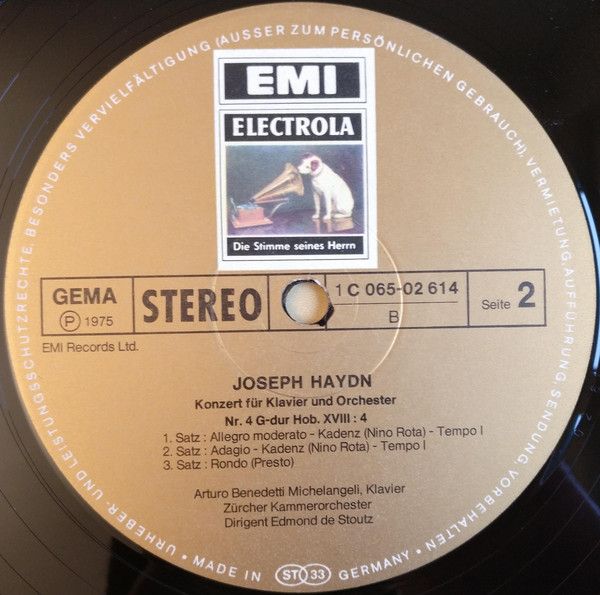 URHEBER- UND LEISTUNGSSCHUTZRECHTE, BESONDERS VERVIELFÄLTIGUNG (AUSSER ZUM PERSÖNLICHEN GEBRAUCH), VERMIETUNG, AUFFÜHRUNG, SENDUNG VORBEHALTEN
EMI
ELECTROLA
Die Stimme seines Herrn
GEMA
Ⓟ 1975
STEREO
1 C 065-02 614
B
Seite 2
EMI Records Ltd.
JOSEPH HAYDN
Konzert für Klavier und Orchester
Nr. 4 G-dur Hob. XVIII : 4
1. Satz : Allegro moderato - Kadenz (Nino Rota) - Tempo I
2. Satz : Adagio - Kadenz (Nino Rota) - Tempo I
3. Satz : Rondo (Presto)
Arturo Benedetti Michelangeli, Klavier
Zürcher Kammerorchester
Dirigent Edmond de Stoutz
• MADE IN ST 33 GERMANY •